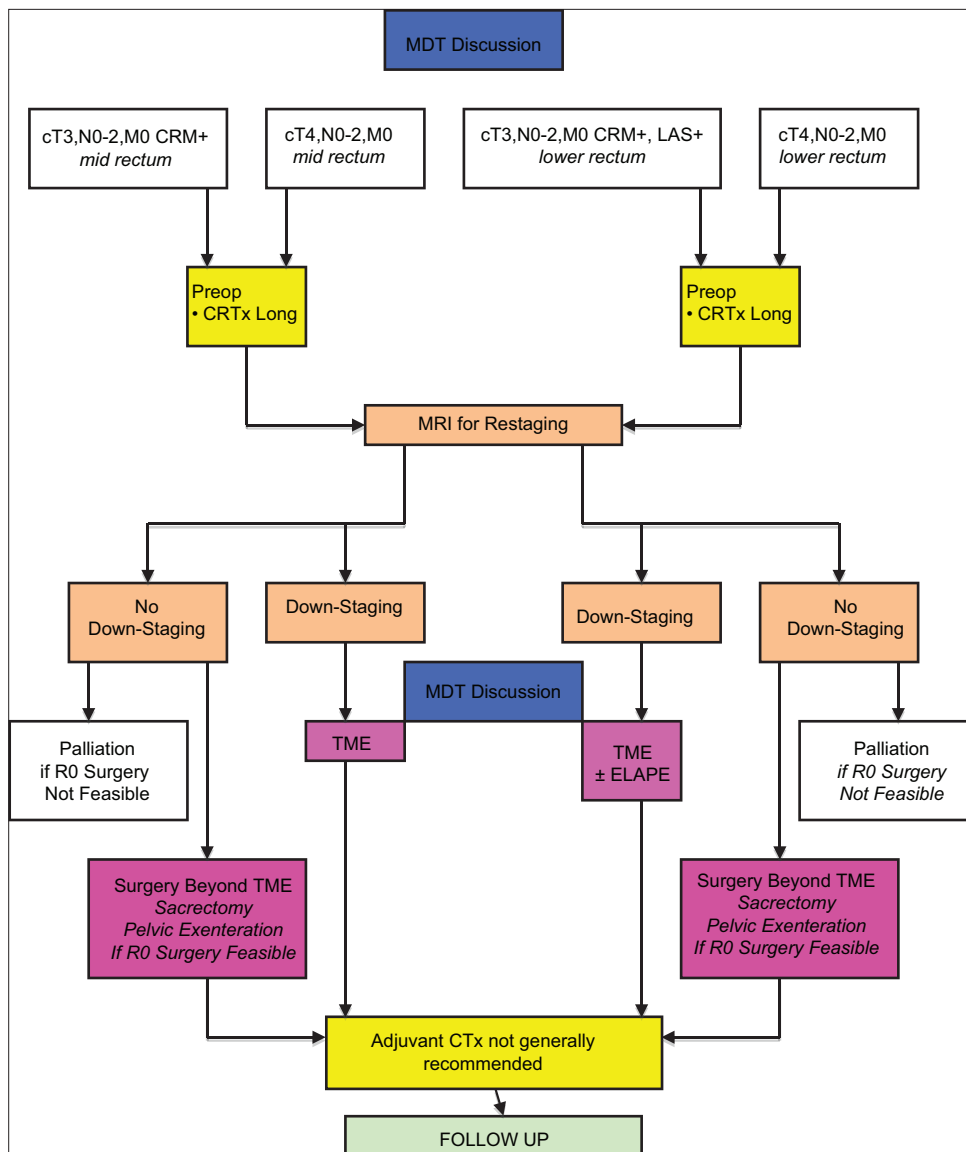 MDT Discussion
cT3,N0-2,M0 CRM+
mid rectum
cT4,N0-2,M0
mid rectum
cT3,N0-2,M0 CRM+, LAS+
lower rectum
cT4,N0-2,M0
lower rectum
Preop
• CRTx Long
Preop
• CRTx Long
MRI for Restaging
No
Down-Staging
Down-Staging
Down-Staging
No
Down-Staging
MDT Discussion
Palliation
if R0 Surgery
Not Feasible
TME
TME
± ELAPE
Palliation
if R0 Surgery
Not Feasible
Surgery Beyond TME
Sacrectomy
Pelvic Exenteration
If R0 Surgery Feasible
Surgery Beyond TME
Sacrectomy
Pelvic Exenteration
If R0 Surgery Feasible
Adjuvant CTx not generally
recommended
FOLLOW UP